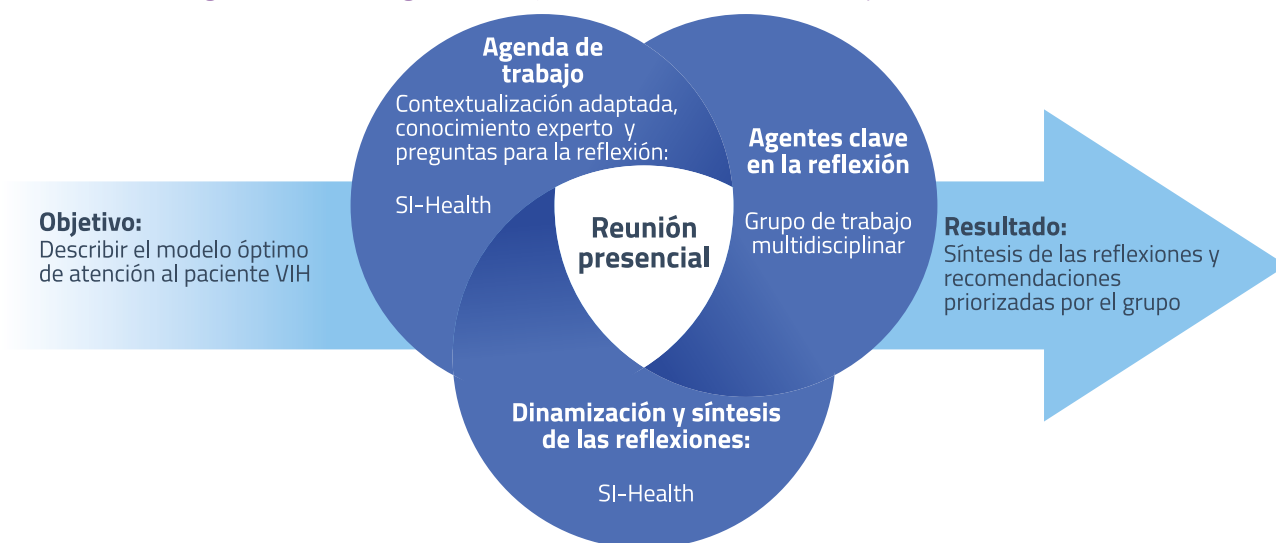 Agenda de
trabajo
Contextualización adaptada,
conocimiento experto y
preguntas para la reflexión:
SI-Health
Agentes clave
en la reflexión
Grupo de trabajo
multidisciplinar
Objetivo:
Describir el modelo óptimo
de atención al paciente VIH
Reunión
presencial
Resultado:
Síntesis de las reflexiones y
recomendaciones
priorizadas por el grupo
Dinamización y síntesis
de las reflexiones:
SI-Health